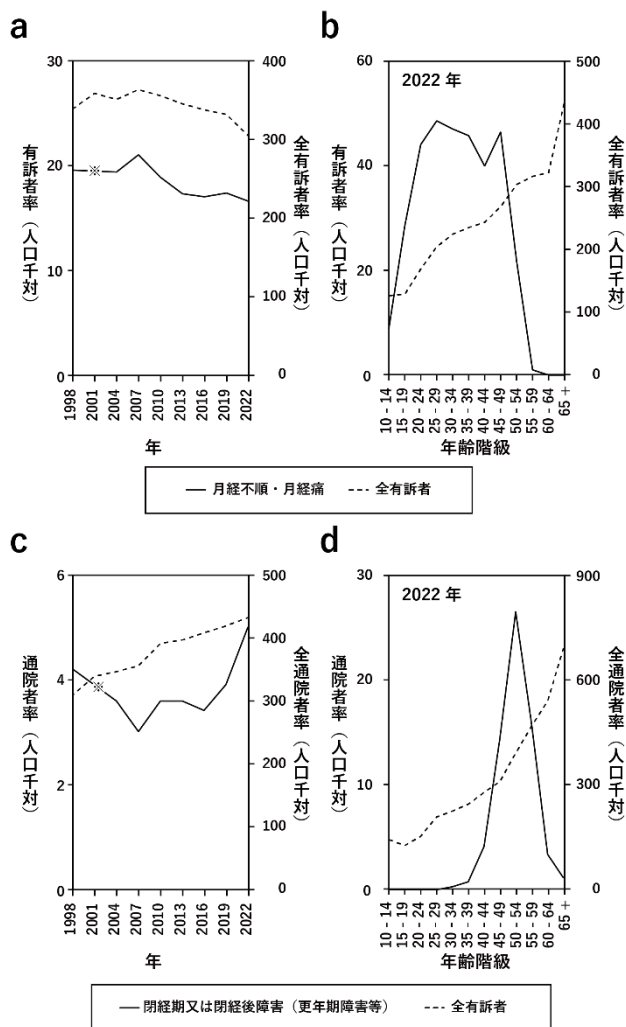 a
30
20
10
0
有訴者率（人口千対）
400
300
200
100
0
全有訴者率（人口千対）
※
1998
2001
2004
2007
2010
2013
2016
2019
2022
年
b
2022 年
60
40
20
0
有訴者率（人口千対）
500
400
300
200
100
0
全有訴者率（人口千対）
10 - 14
15 - 19
20 - 24
25 - 29
30 - 34
35 - 39
40 - 44
45 - 49
50 - 54
55 - 59
60 - 64
65 +
年齢階級
月経不順・月経痛 全有訴者
c
6
4
2
0
通院者率（人口千対）
500
400
300
200
100
0
全通院者率（人口千対）
※
1998
2001
2004
2007
2010
2013
2016
2019
2022
年
d
2022 年
30
20
10
0
通院者率（人口千対）
900
600
300
0
全通院者率（人口千対）
10 - 14
15 - 19
20 - 24
25 - 29
30 - 34
35 - 39
40 - 44
45 - 49
50 - 54
55 - 59
60 - 64
65 +
年齢階級
閉経期又は閉経後障害（更年期障害等） 全有訴者